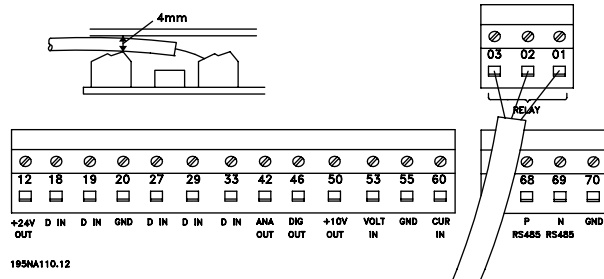 4mm
03 02 01
RELAY
12 18 19 20 27 29 33 42 46 50 53 55 60 68 69 70
+24V OUT D IN D IN GND D IN D IN D IN ANA OUT DIG OUT +10V OUT VOLT IN GND CUR IN P RS485 N RS485 GND
195NA110.12